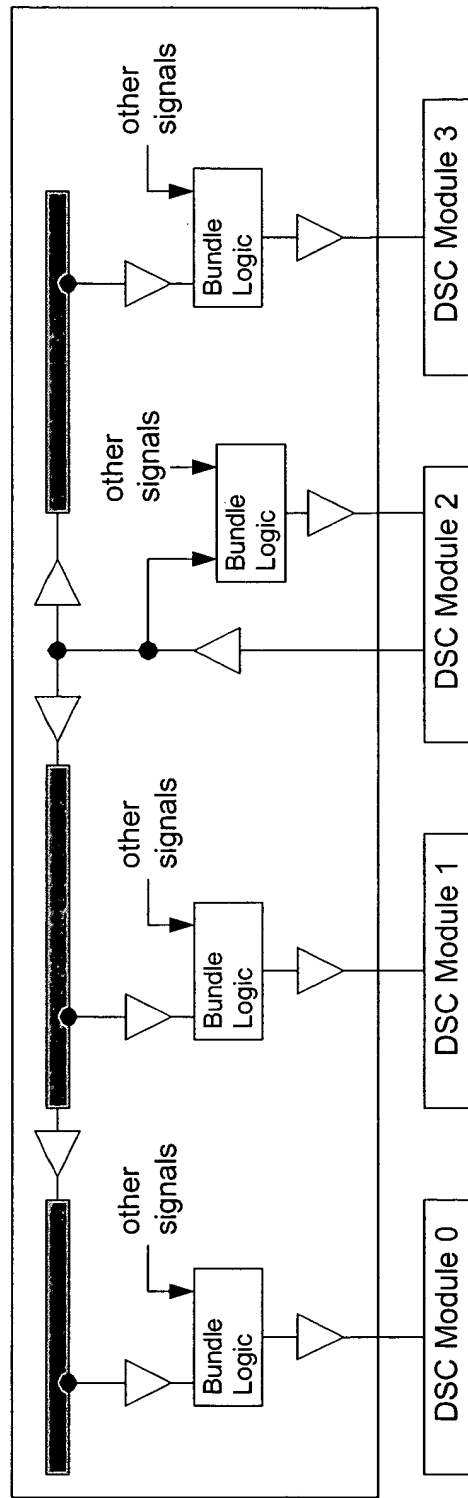 other
signals
Bundle
Logic
DSC Module 0
other
signals
Bundle
Logic
DSC Module 1
other
signals
Bundle
Logic
DSC Module 2
other
signals
Bundle
Logic
DSC Module 3